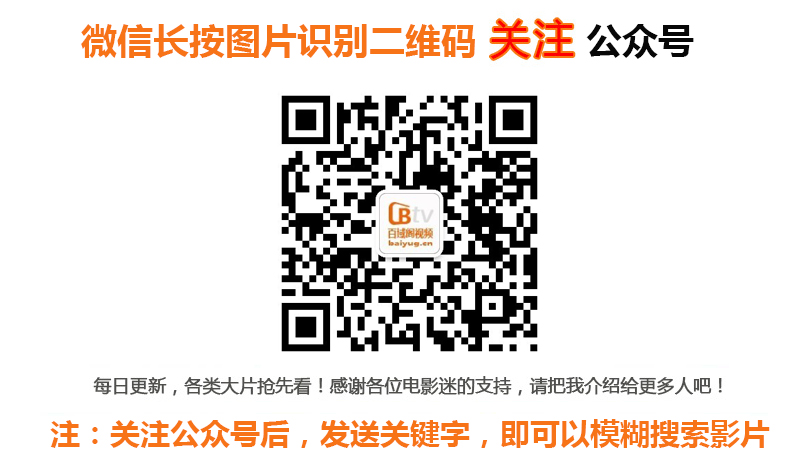 微信长按图片识别二维码 关注 公众号
Btv
百域阁视频
baiyug.cn
每日更新，各类大片抢先看！感谢各位电影迷的支持，请把我介绍给更多人吧！
注：关注公众号后，发送关键字，即可以模糊搜索影片